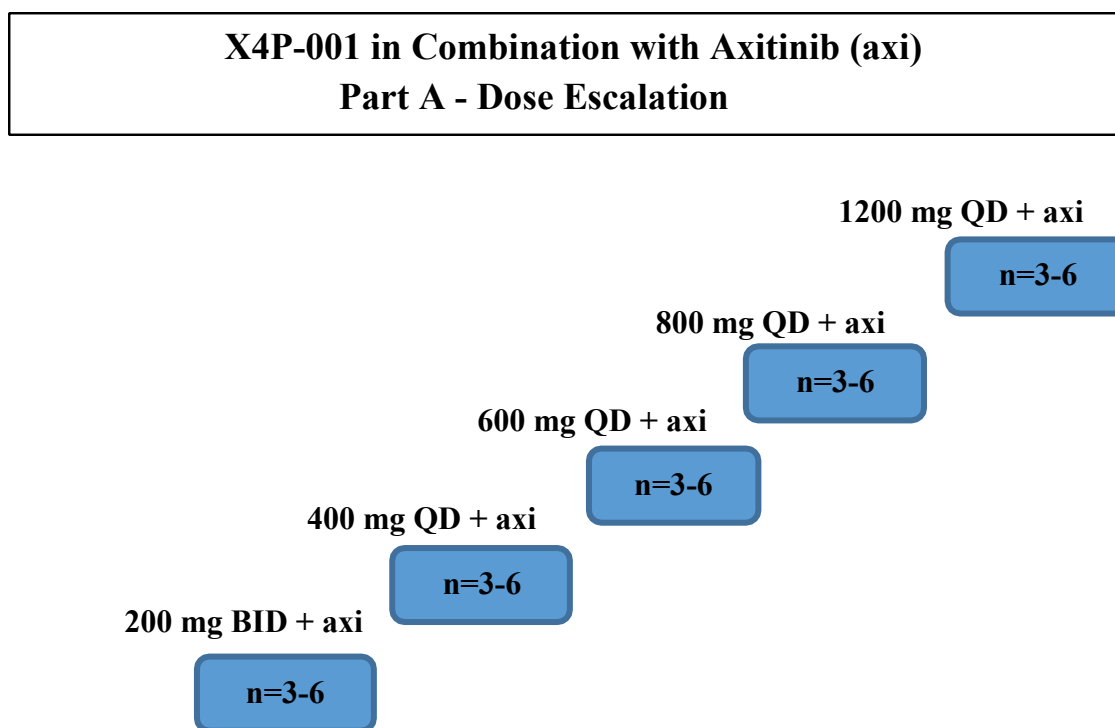 X4P-001 in Combination with Axitinib (axi)
Part A - Dose Escalation
1200 mg QD + axi
n=3-6
800 mg QD + axi
n=3-6
600 mg QD + axi
n=3-6
400 mg QD + axi
n=3-6
200 mg BID + axi
n=3-6